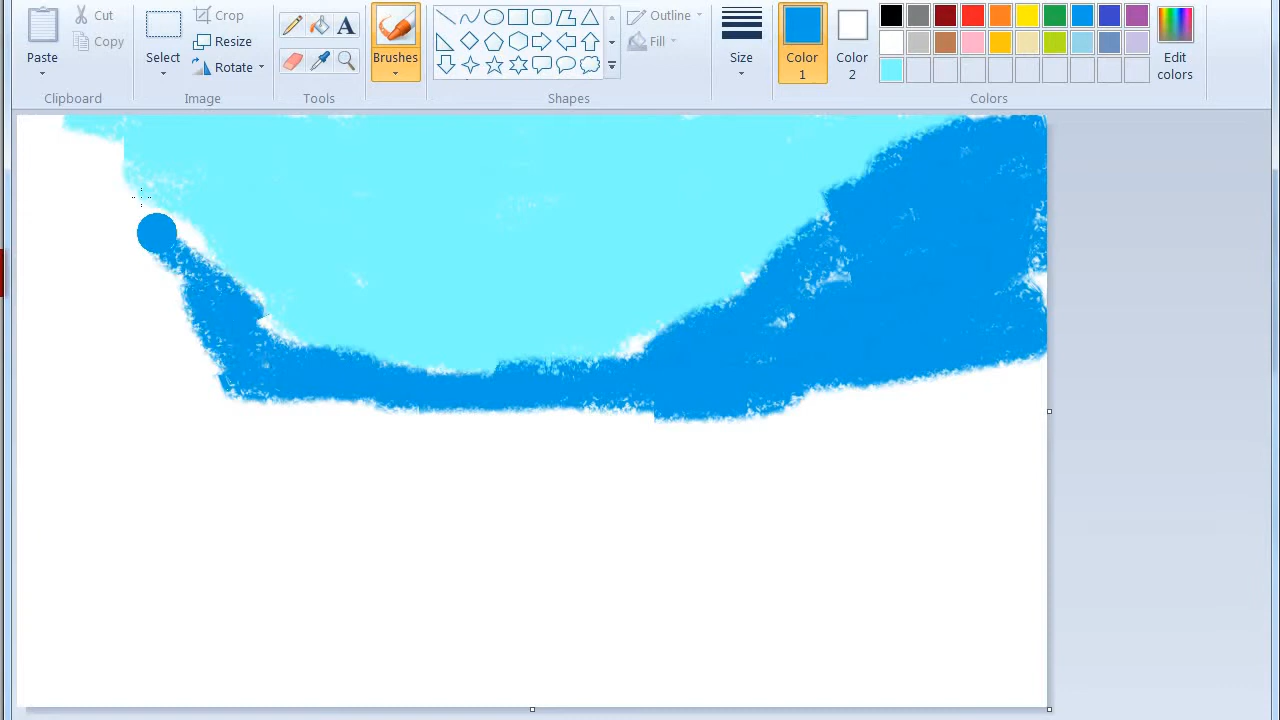 Paste
Cut
Copy
Clipboard
Select
Crop
Resize
Rotate
Image
A
Tools
Brushes
Shapes
Outline
Fill
Size
Color 1
Color 2
Edit colors
Colors